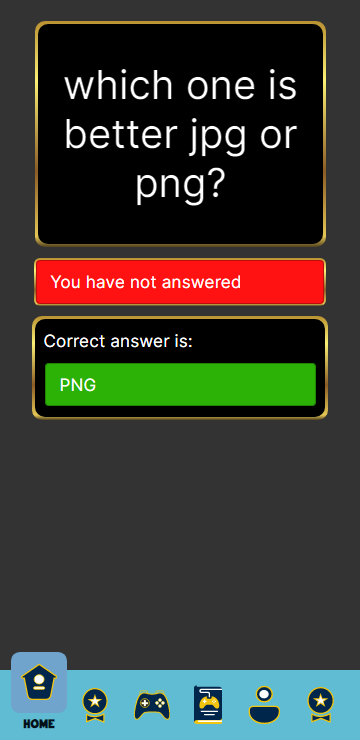 which one is
better jpg or
png?
You have not answered
Correct answer is:
PNG
HOME